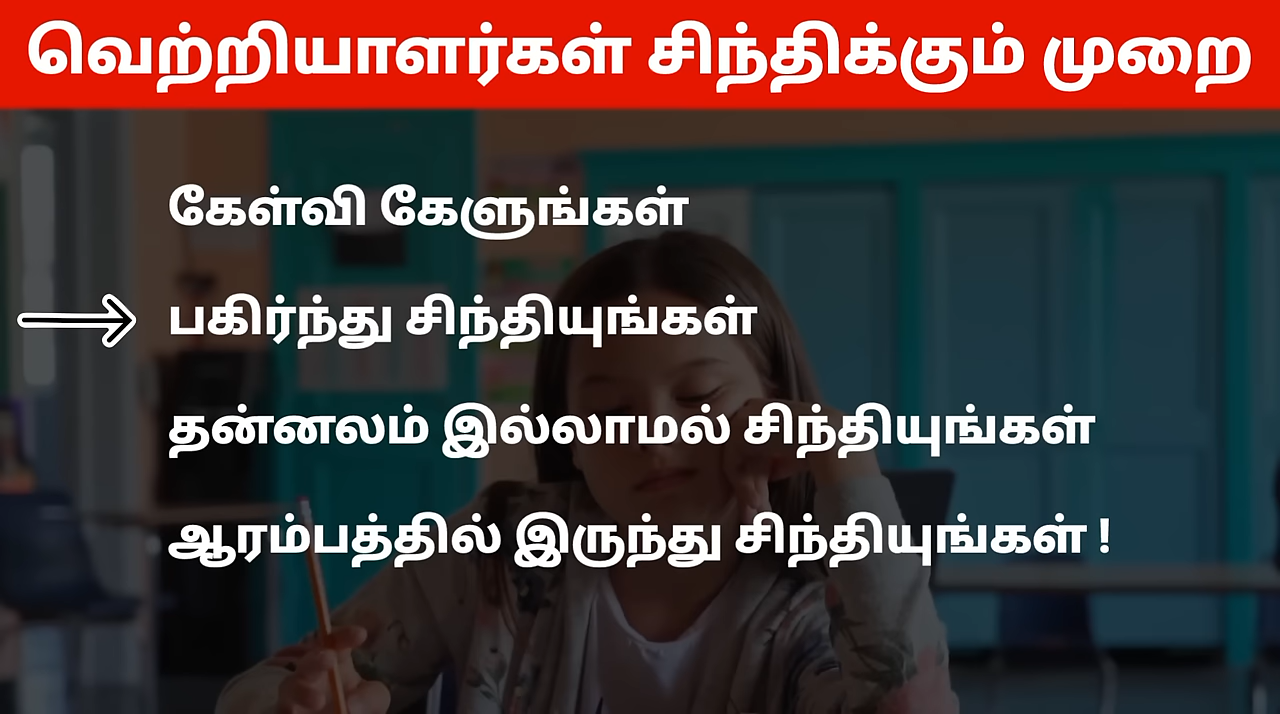 வெற்றியாளர்கள் சிந்திக்கும் முறை
கேள்வி கேளுங்கள்
பகிர்ந்து சிந்தியுங்கள்
தன்னலம் இல்லாமல் சிந்தியுங்கள்
ஆரம்பத்தில் இருந்து சிந்தியுங்கள் !